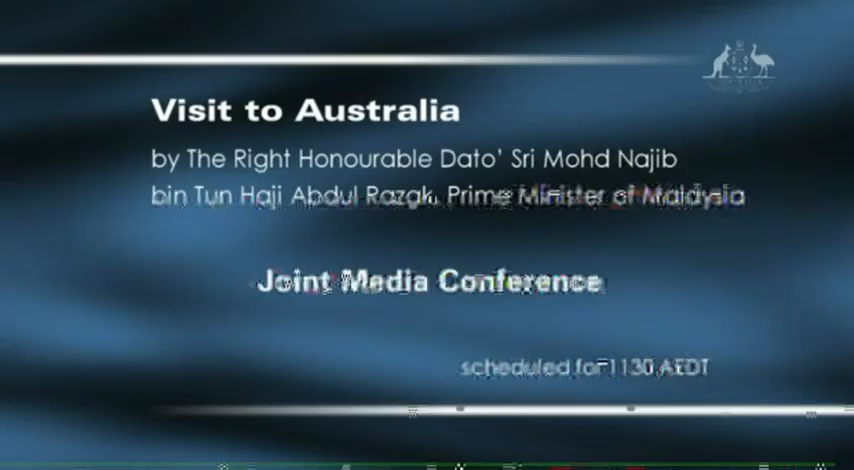 Visit to Australia
by The Right Honourable Dato' Sri Mohd Najib
bin Tun Haji Abdul Razak, Prime Minister of Malaysia
Joint Media Conference
scheduled for 1130 AEDT